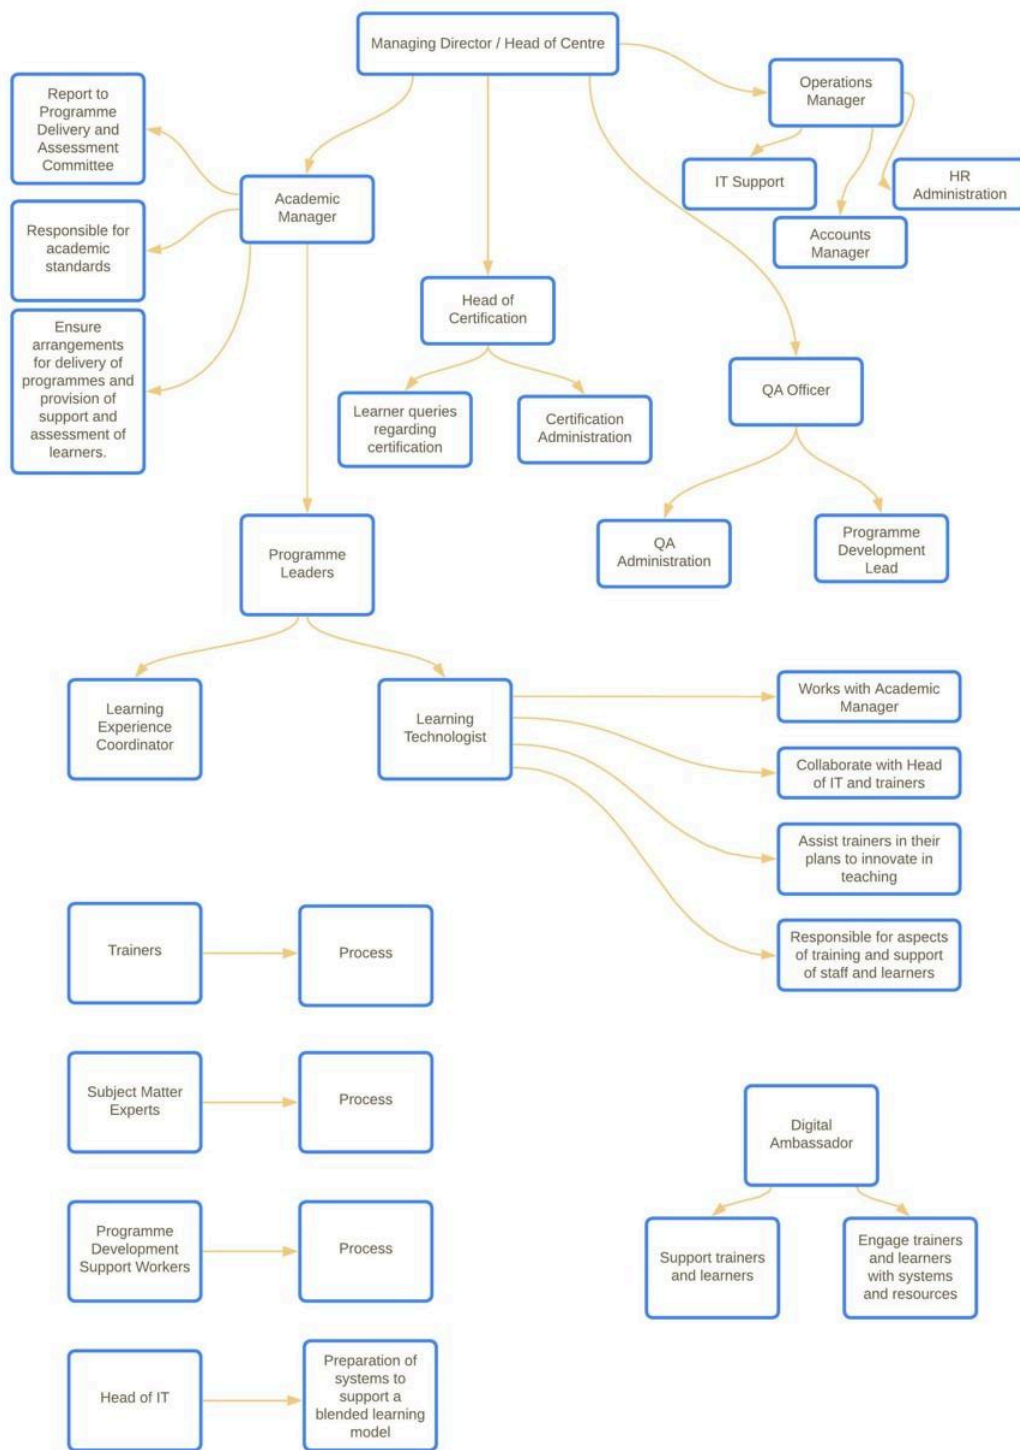 Managing Director / Head of Centre
Operations
Manager
Report to
Programme
Delivery and
Assessment
Committee
IT Support
HR
Administration
Academic
Manager
Accounts
Manager
Responsible for
academic
standards
Head of
Certification
Ensure
arrangements
for delivery of
programmes and
provision of
support and
assessment of
learners.
QA Officer
Learner queries
regarding
certification
Certification
Administration
Programme
Leaders
QA
Administration
Programme
Development
Lead
Learning
Experience
Coordinator
Learning
Technologist
Works with Academic
Manager
Collaborate with Head
of IT and trainers
Assist trainers in their
plans to innovate in
teaching
Responsible for aspects
of training and support
of staff and learners
Trainers
Process
Subject Matter
Experts
Process
Digital
Ambassador
Programme
Development
Support Workers
Process
Support trainers
and learners
Engage trainers
and learners
with systems
and resources
Head of IT
Preparation of
systems to
support a
blended learning
model